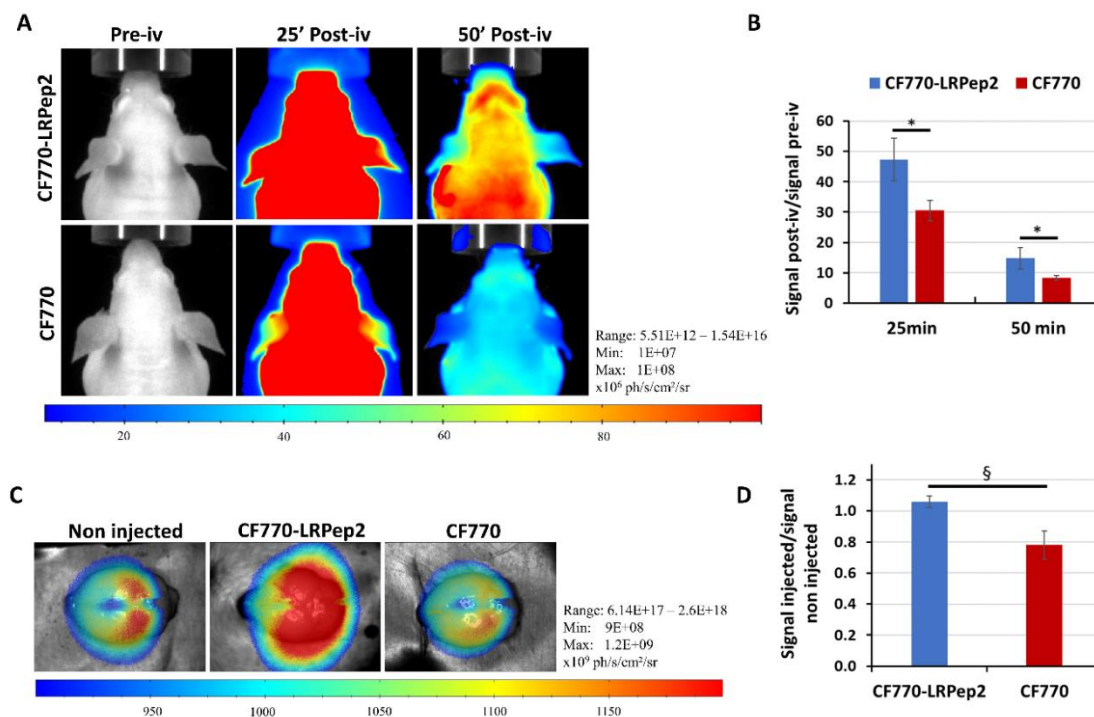 A
Pre-iv
25’ Post-iv
50’ Post-iv
CF770-LRPep2
CF770
Range: 5.51E+12 – 1.54E+16
Min: 1E+07
Max: 1E+08
x10⁶ ph/s/cm²/sr
20 40 60 80
B
CF770-LRPep2 CF770
Signal post-iv/signal pre-iv
60
50
40
30
20
10
0
*
*
25min 50 min
C
Non injected
CF770-LRPep2
CF770
Range: 6.14E+17 – 2.6E+18
Min: 9E+08
Max: 1.2E+09
x10⁹ ph/s/cm²/sr
950 1000 1050 1100 1150
D
Signal injected/signal
non injected
1.2
1.0
0.8
0.6
0.4
0.2
0.0
§
CF770-LRPep2 CF770